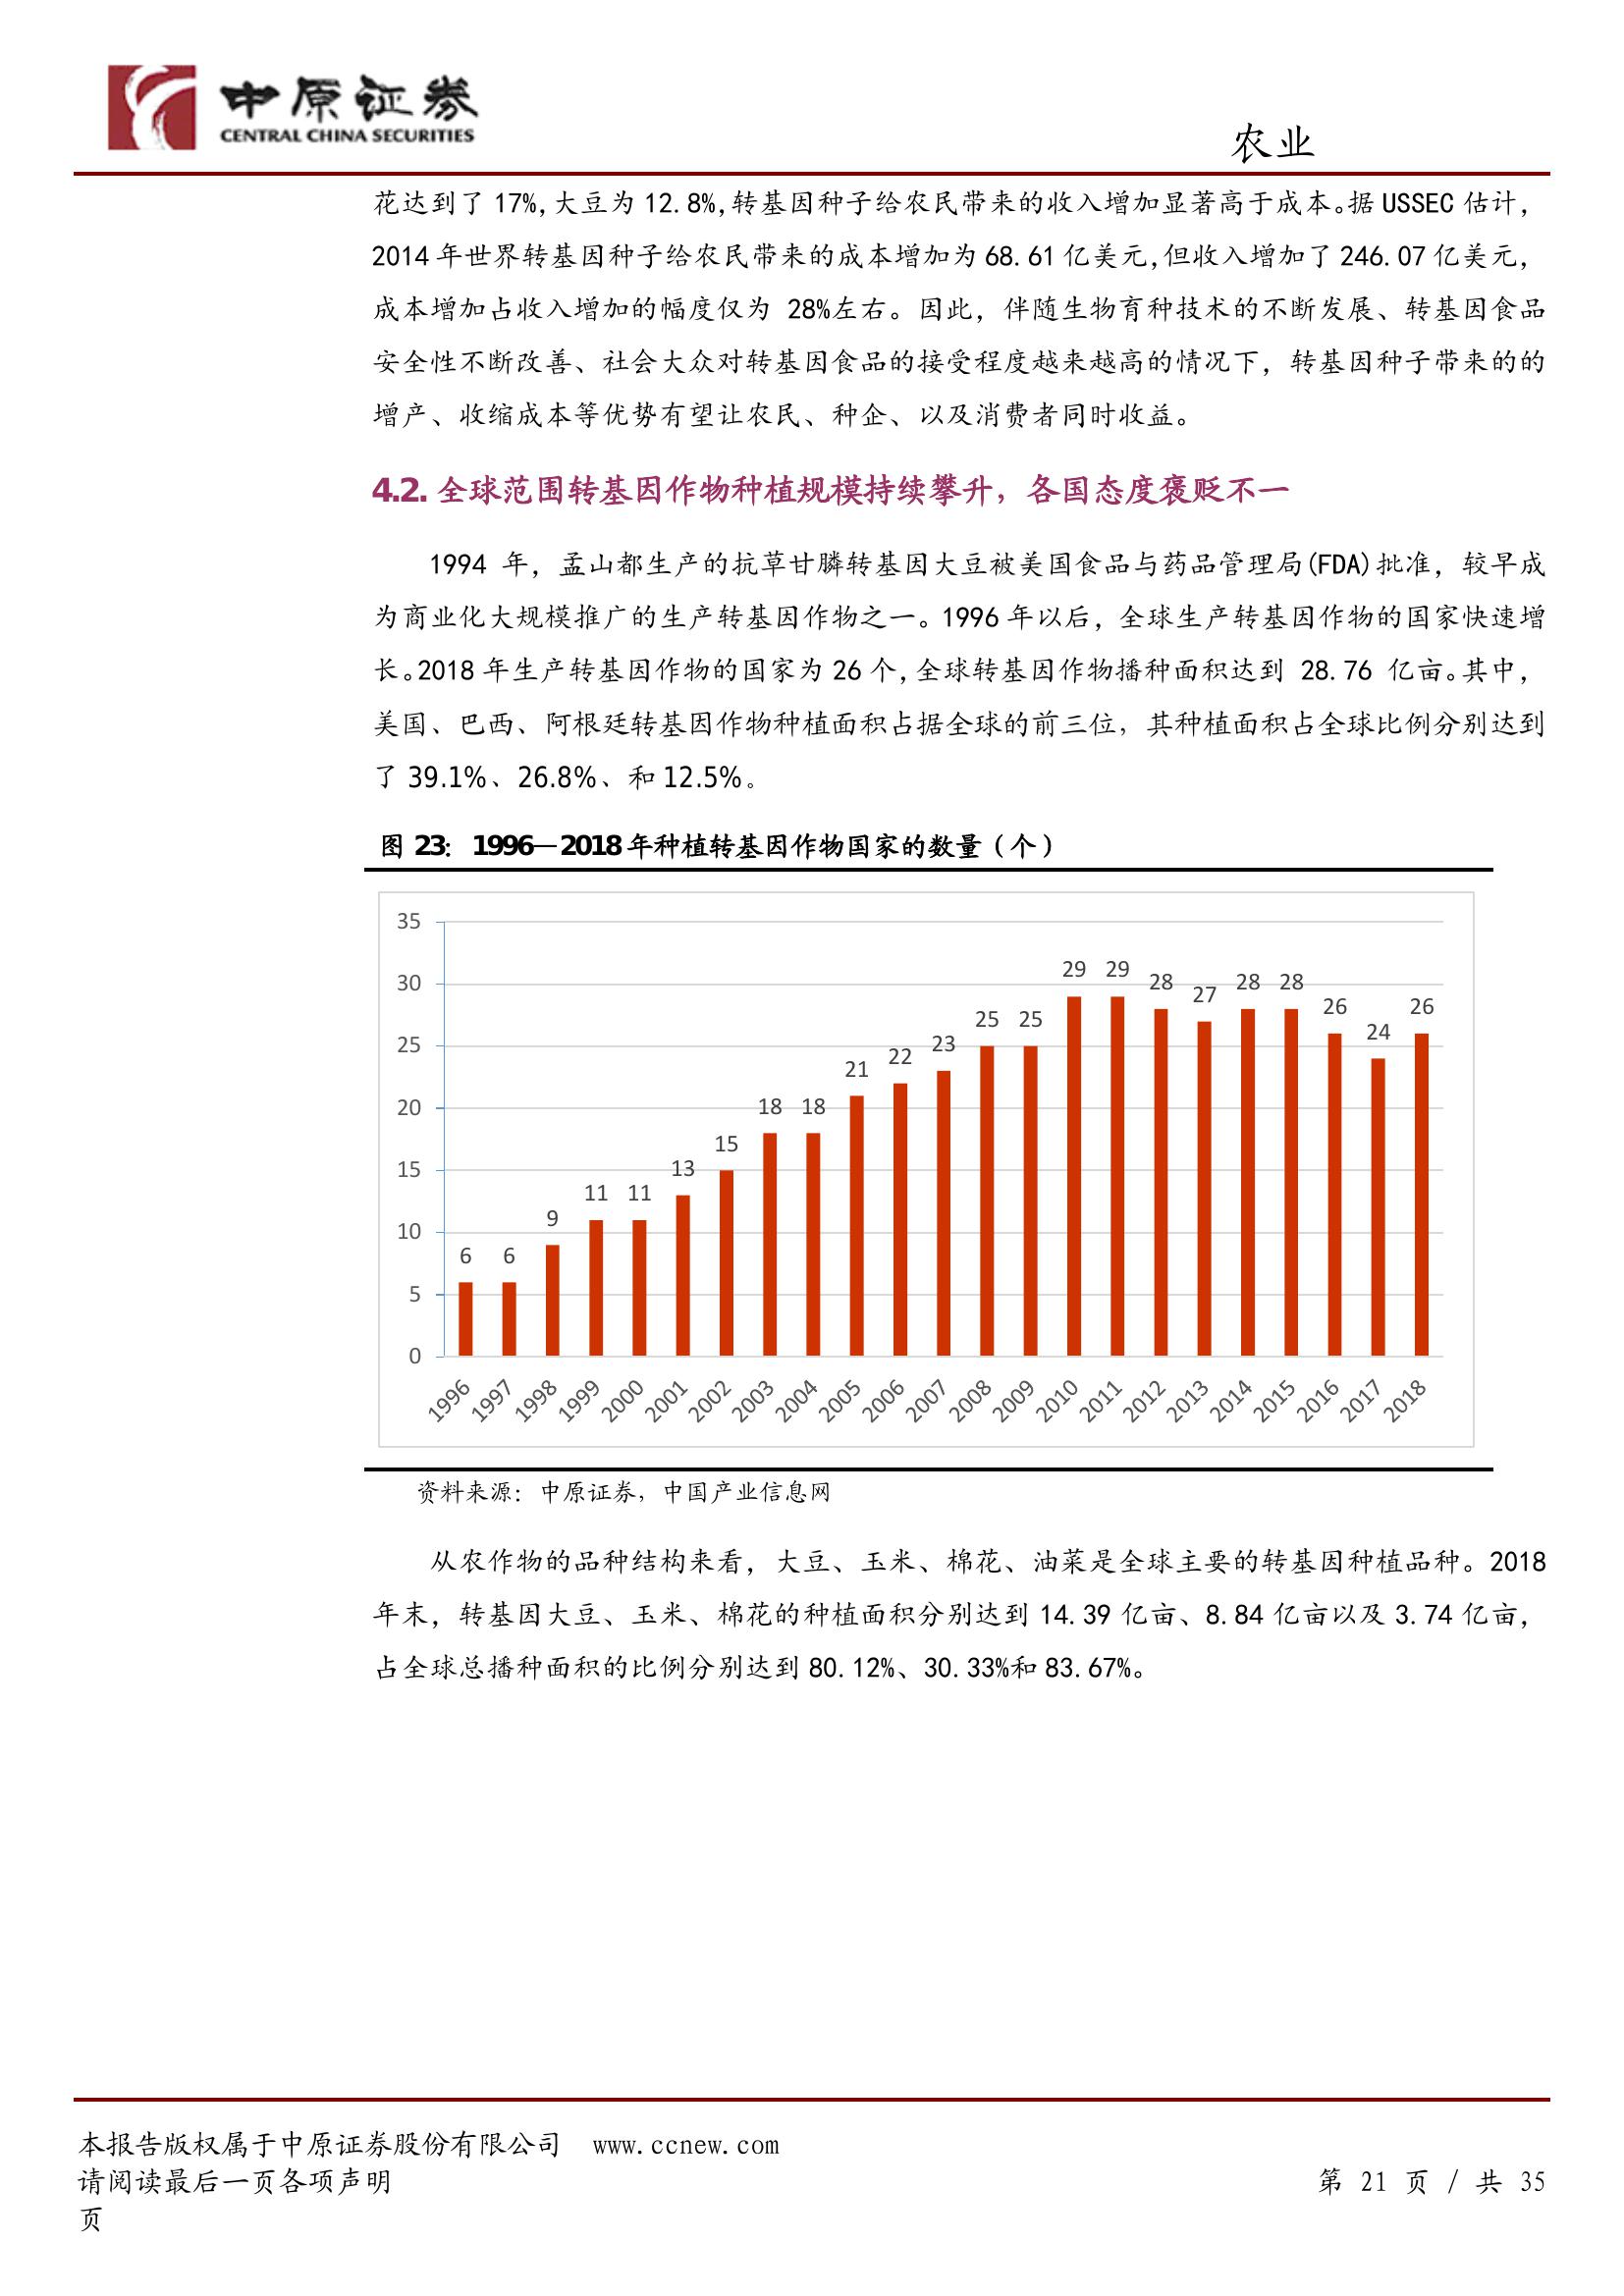 中原证券
CENTRAL CHINA SECURITIES
农业
花达到了 17%,大豆为 12.8%,转基因种子给农民带来的收入增加显著高于成本。据 USSEC 估计，
2014 年世界转基因种子给农民带来的成本增加为 68.61 亿美元,但收入增加了 246.07 亿美元，
成本增加占收入增加的幅度仅为 28%左右。因此，伴随生物育种技术的不断发展、转基因食品
安全性不断改善、社会大众对转基因食品的接受程度越来越高的情况下，转基因种子带来的的
增产、收缩成本等优势有望让农民、种企、以及消费者同时收益。
4.2. 全球范围转基因作物种植规模持续攀升，各国态度褒贬不一
1994 年，孟山都生产的抗草甘膦转基因大豆被美国食品与药品管理局(FDA)批准，较早成
为商业化大规模推广的生产转基因作物之一。1996 年以后，全球生产转基因作物的国家快速增
长。2018 年生产转基因作物的国家为 26 个,全球转基因作物播种面积达到 28.76 亿亩。其中，
美国、巴西、阿根廷转基因作物种植面积占据全球的前三位，其种植面积占全球比例分别达到
了 39.1%、26.8%、和 12.5%。
图 23： 1996—2018 年种植转基因作物国家的数量（个）
35
30
25
20
15
10
5
0
6 6 9 11 11 13 15 18 18 21 22 23 25 25 29 29 28 27 28 28 26 24 26
1996 1997 1998 1999 2000 2001 2002 2003 2004 2005 2006 2007 2008 2009 2010 2011 2012 2013 2014 2015 2016 2017 2018
资料来源：中原证券，中国产业信息网
从农作物的品种结构来看，大豆、玉米、棉花、油菜是全球主要的转基因种植品种。2018
年末，转基因大豆、玉米、棉花的种植面积分别达到 14.39 亿亩、8.84 亿亩以及 3.74 亿亩，
占全球总播种面积的比例分别达到 80.12%、30.33%和 83.67%。
本报告版权属于中原证券股份有限公司 www.ccnew.com
请阅读最后一页各项声明 第 21 页 / 共 35
页